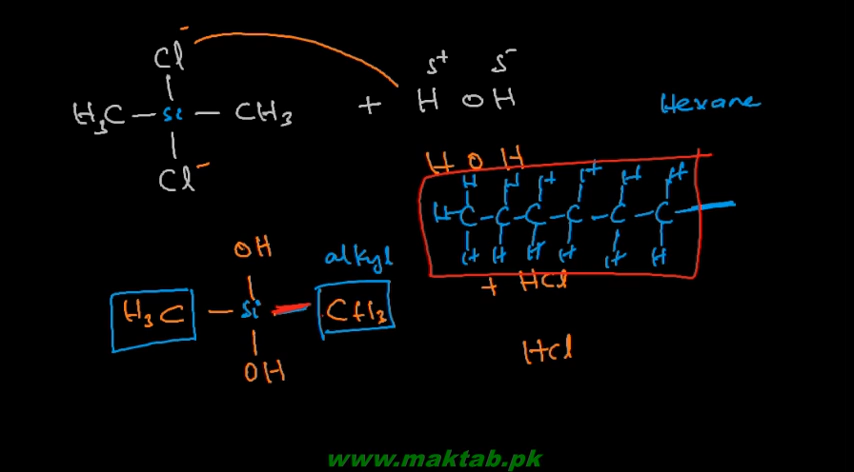 Cl⁻
δ⁺ δ⁻
H₃C — Si — CH₃ + H OH
Hexane
Cl⁻
H O H
H H H H H H
H–C–C–C–C–C–C–
H H H H H H
OH
alkyl
+ HCl
H₃C — Si — CH₃
OH
HCl
www.maktab.pk